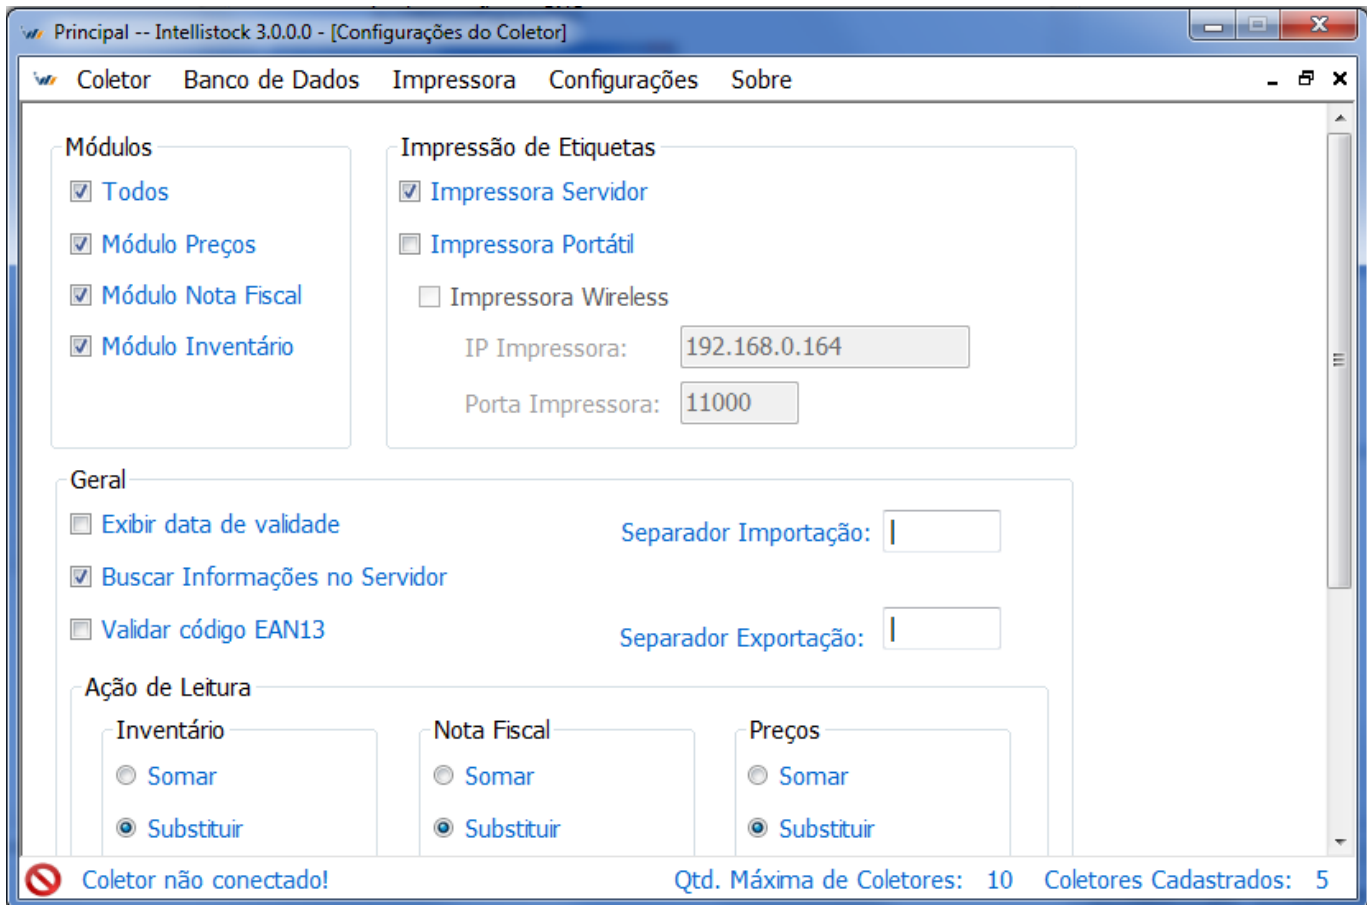 Principal -- Intellistock 3.0.0.0 - [Configurações do Coletor]
Coletor Banco de Dados Impressora Configurações Sobre
Módulos
Todos
Módulo Preços
Módulo Nota Fiscal
Módulo Inventário
Impressão de Etiquetas
Impressora Servidor
Impressora Portátil
Impressora Wireless
IP Impressora: 192.168.0.164
Porta Impressora: 11000
Geral
Exibir data de validade
Buscar Informações no Servidor
Validar código EAN13
Separador Importação: |
Separador Exportação: |
Ação de Leitura
Inventário
Somar
Substituir
Nota Fiscal
Somar
Substituir
Preços
Somar
Substituir
Coletor não conectado! Qtd. Máxima de Coletores: 10 Coletores Cadastrados: 5